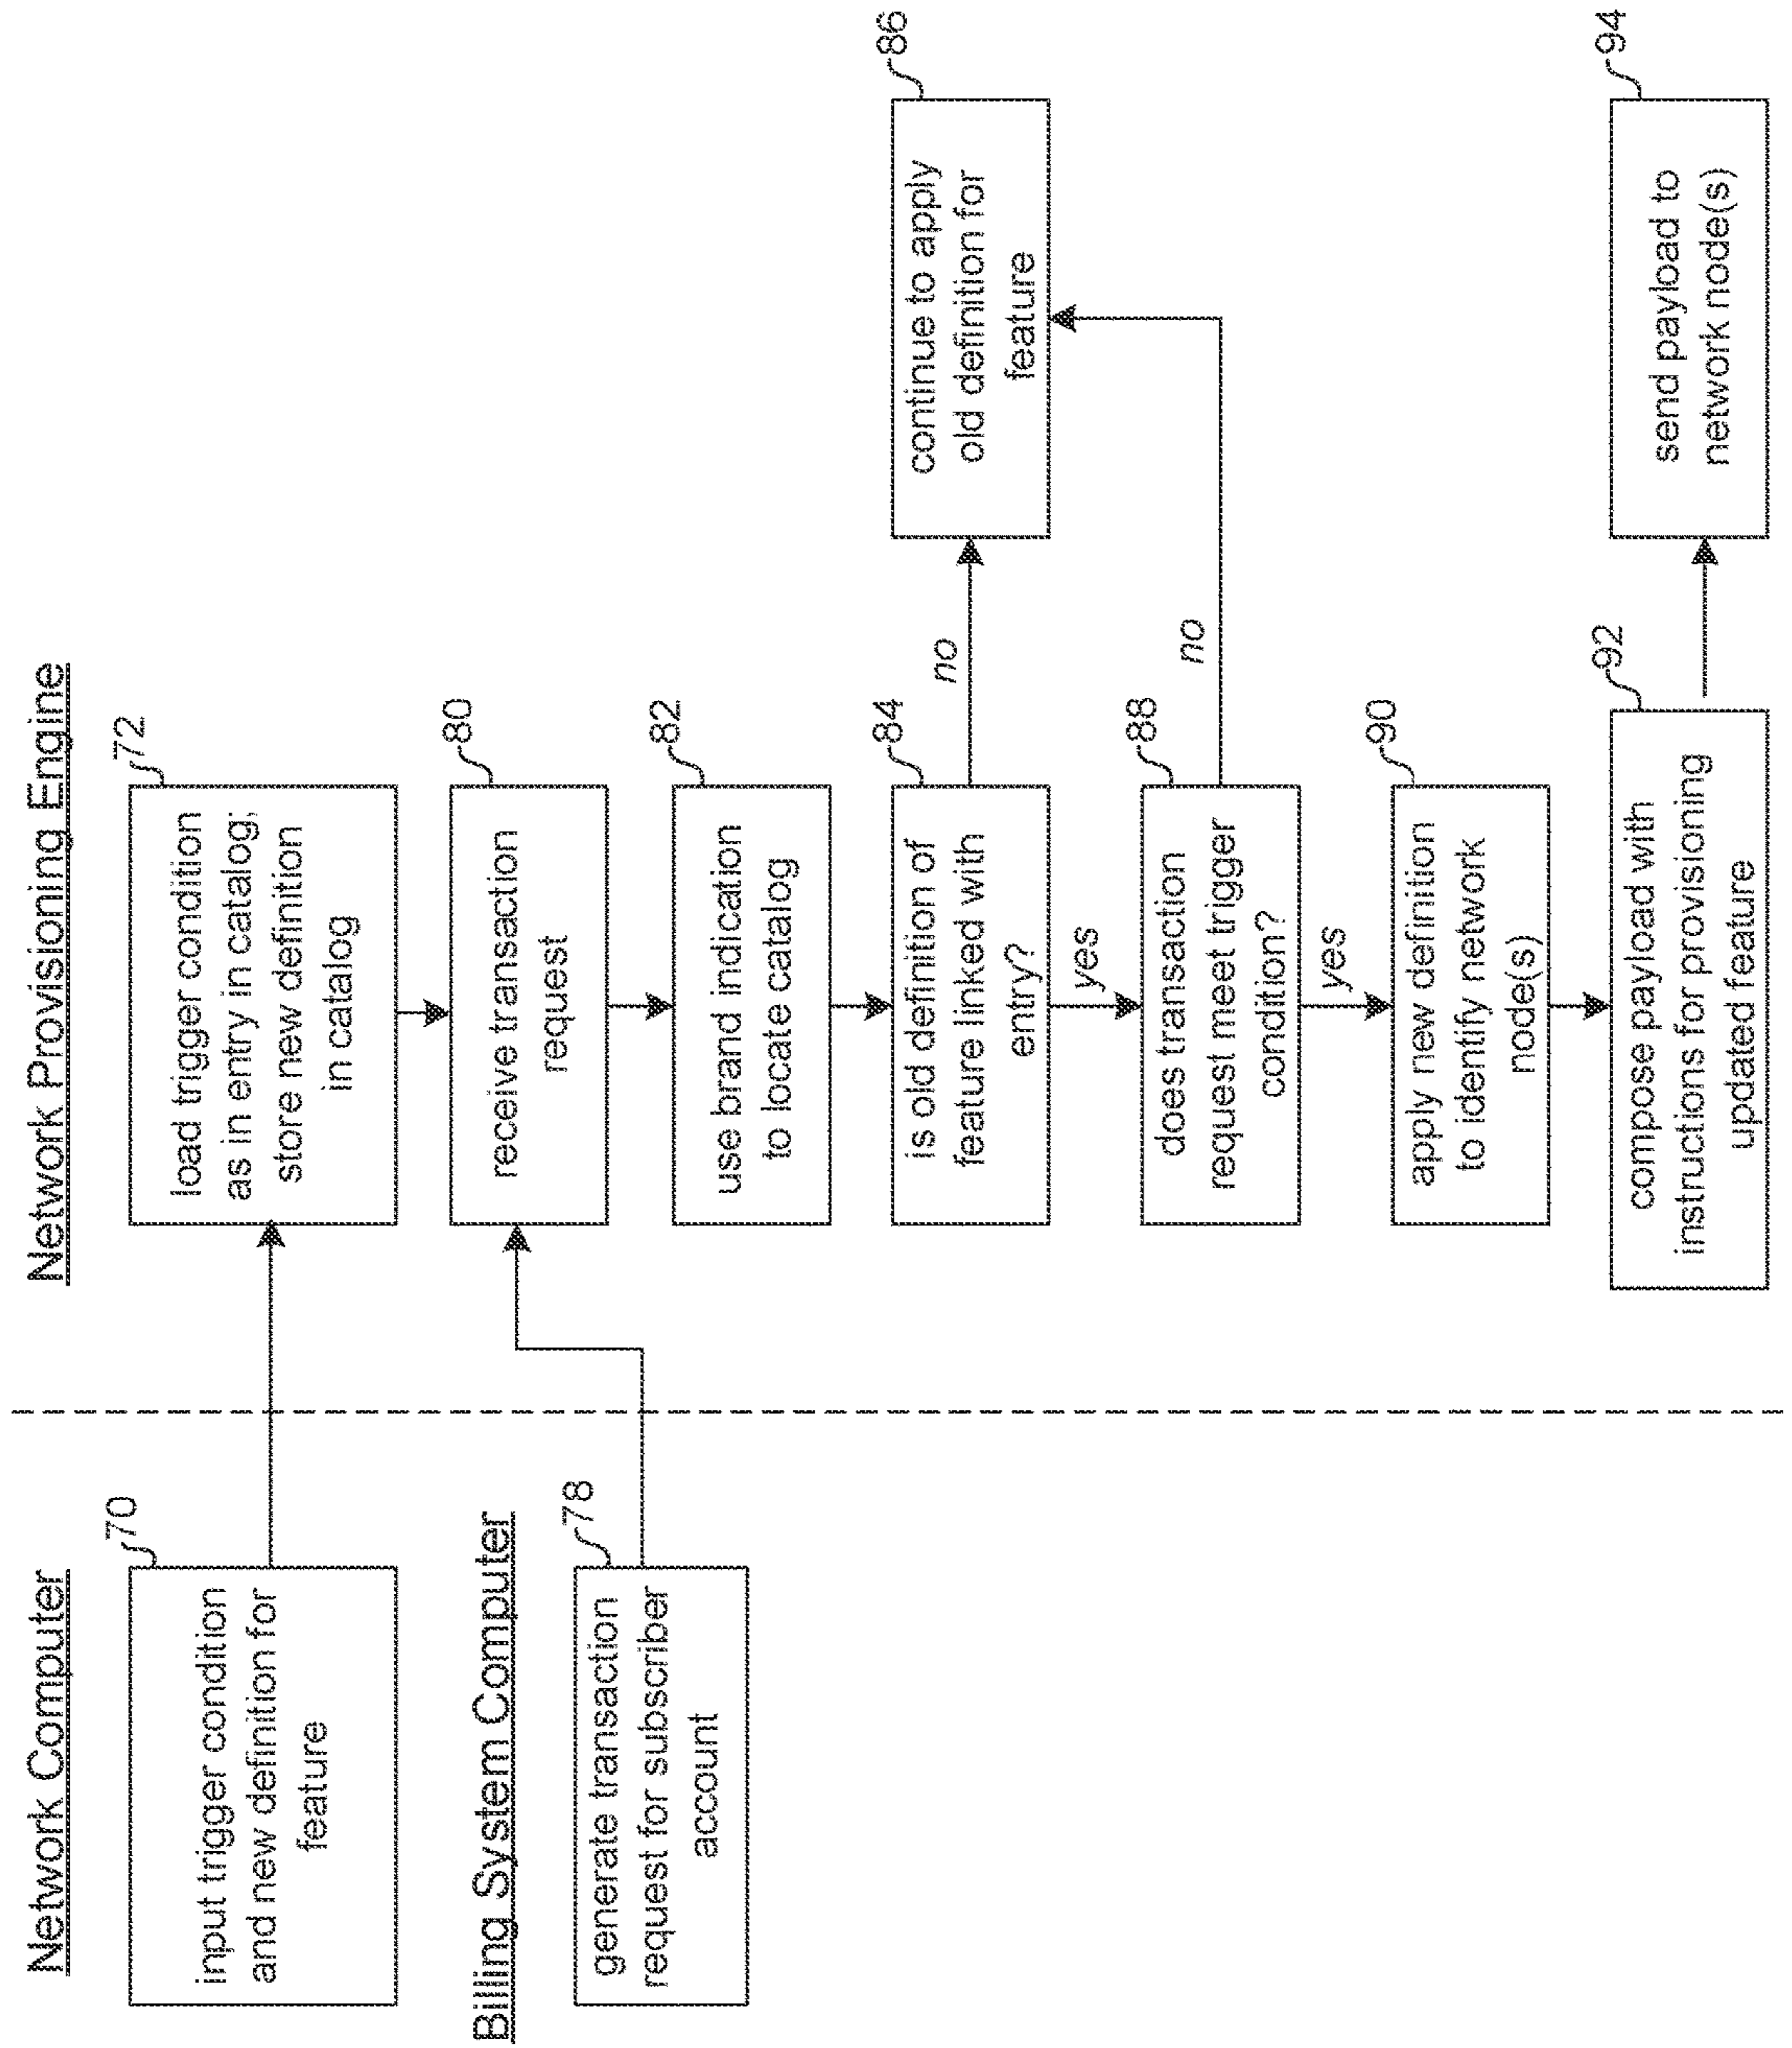 Network Computer
70
input trigger condition
and new definition for
feature
Billing System Computer
78
generate transaction
request for subscriber
account
Network Provisioning Engine
72
load trigger condition
as in entry in catalog;
store new definition
in catalog
80
receive transaction
request
82
use brand indication
to locate catalog
84
is old definition of
feature linked with
entry?
no
86
continue to apply
old definition for
feature
yes
88
does transaction
request meet trigger
condition?
no
yes
90
apply new definition
to identify network
node(s)
92
compose payload with
instructions for provisioning
updated feature
94
send payload to
network node(s)